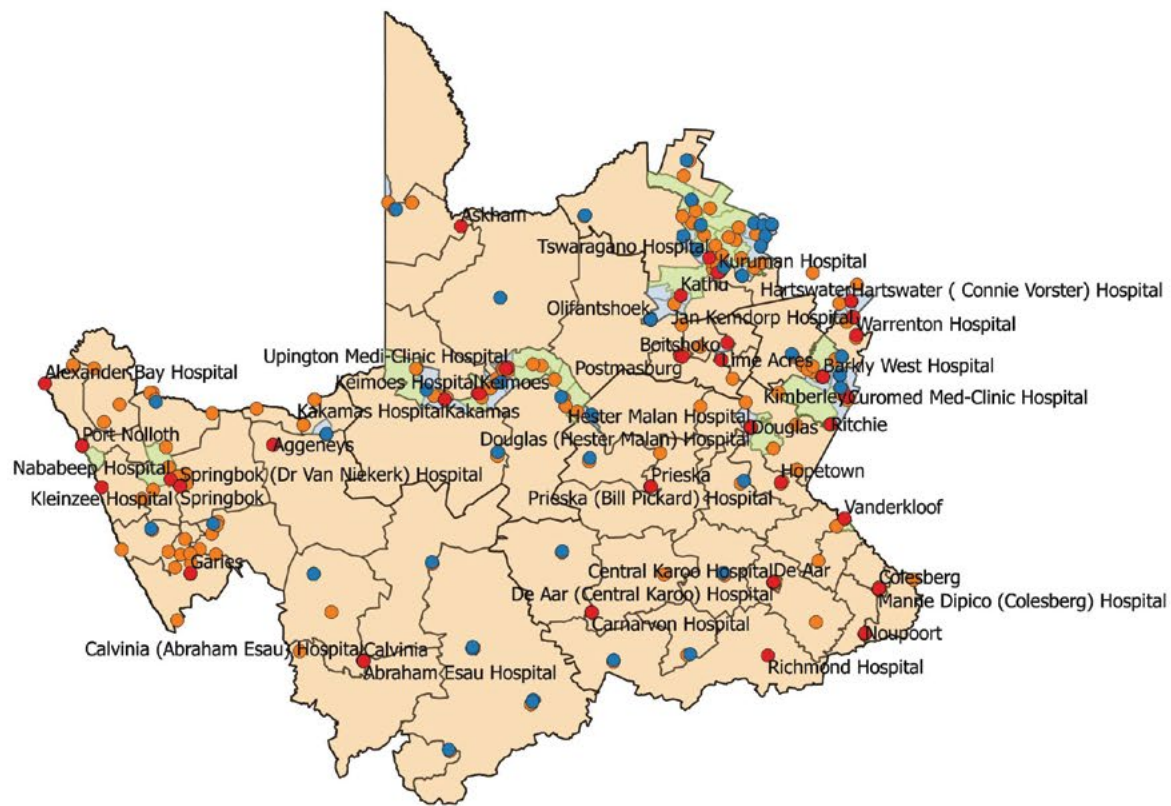 Askham
Tswaragano Hospital
Kuruman Hospital
Kathu
Hartswater
Hartswater ( Connie Vorster) Hospital
Olifantshoek
Jan Kemdorp Hospital
Warrenton Hospital
Boitshoko
Upington Medi-Clinic Hospital
Postmasburg
Lime Acres
Barkly West Hospital
Alexander Bay Hospital
Keimoes Hospital
Keimoes
Kimberley
Curomed Med-Clinic Hospital
Kakamas Hospital
Kakamas
Hester Malan Hospital
Douglas
Ritchie
Port Nolloth
Aggeneys
Douglas (Hester Malan) Hospital
Nababeep Hospital
Springbok (Dr Van Niekerk) Hospital
Prieska
Hopetown
Kleinzee Hospital
Springbok
Prieska (Bill Pickard) Hospital
Vanderkloof
Garies
Central Karoo Hospital
De Aar
Colesberg
De Aar (Central Karoo) Hospital
Manne Dipico (Colesberg) Hospital
Carnarvon Hospital
Noupoort
Calvinia (Abraham Esau) Hospital
Calvinia
Abraham Esau Hospital
Richmond Hospital